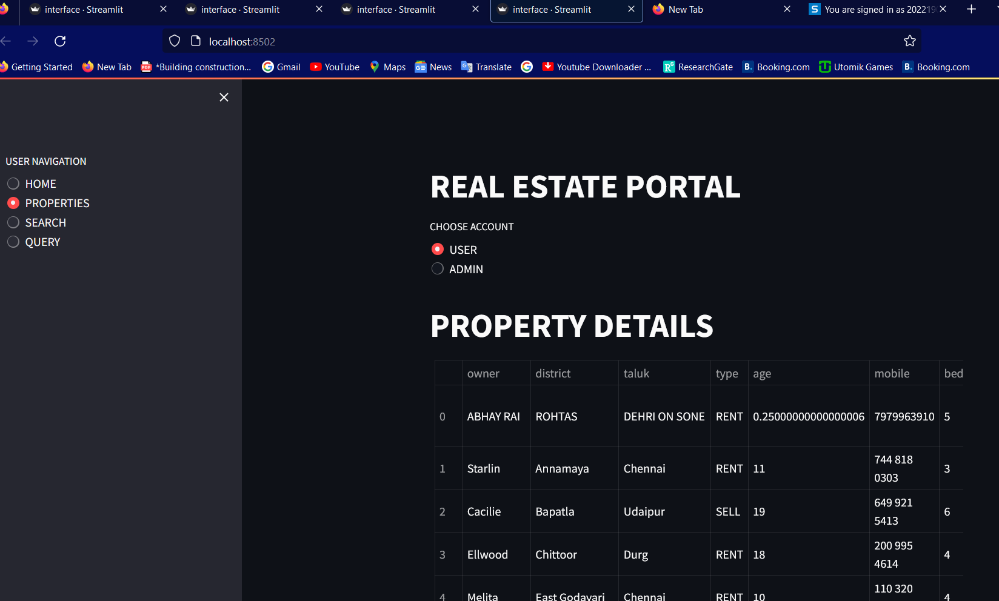 interface · Streamlit
interface · Streamlit
interface · Streamlit
interface · Streamlit
New Tab
S You are signed in as 202219
localhost:8502
Getting Started
New Tab
PDF *Building construction...
Gmail
YouTube
Maps
News
Translate
Youtube Downloader ...
ResearchGate
B. Booking.com
Utomik Games
B. Booking.com
USER NAVIGATION
HOME
PROPERTIES
SEARCH
QUERY
REAL ESTATE PORTAL
CHOOSE ACCOUNT
USER
ADMIN
PROPERTY DETAILS
owner district taluk type age mobile bed
0 ABHAY RAI ROHTAS DEHRI ON SONE RENT 0.25000000000000006 7979963910 5
1 Starlin Annamaya Chennai RENT 11 744 818 0303 3
2 Cacilie Bapatla Udaipur SELL 19 649 921 5413 6
3 Ellwood Chittoor Durg RENT 18 200 995 4614 4
4 Melita East Godavari Chennai RENT 10 110 320 4